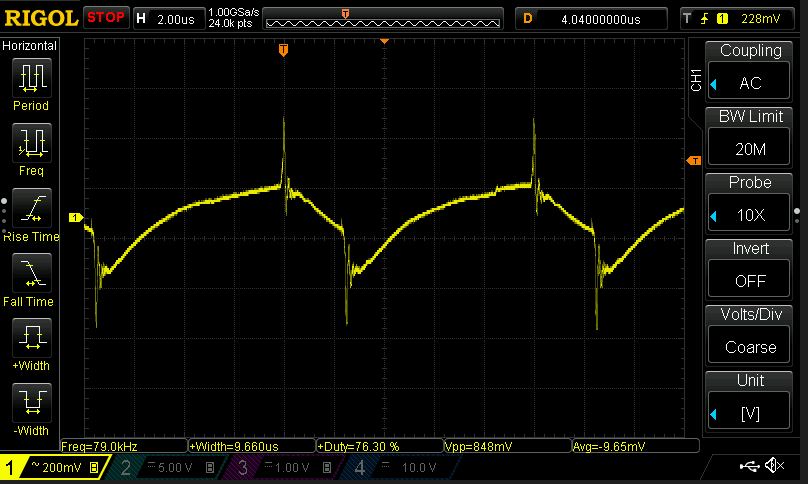 RIGOL STOP H 2.00us 1.00GSa/s 24.0k pts T D 4.04000000us T 1 228mV
Horizontal
Period
Freq
Rise Time
Fall Time
+Width
-Width
T
1
T
CH1
Coupling
AC
BW Limit
20M
Probe
10X
Invert
OFF
Volts/Div
Coarse
Unit
[V]
Freq=79.0kHz +Width=9.660us +Duty=76.30 % Vpp=848mV Avg=-9.65mV
1 ~ 200mV B 2 5.00 V B 3 1.00 V B 4 10.0 V